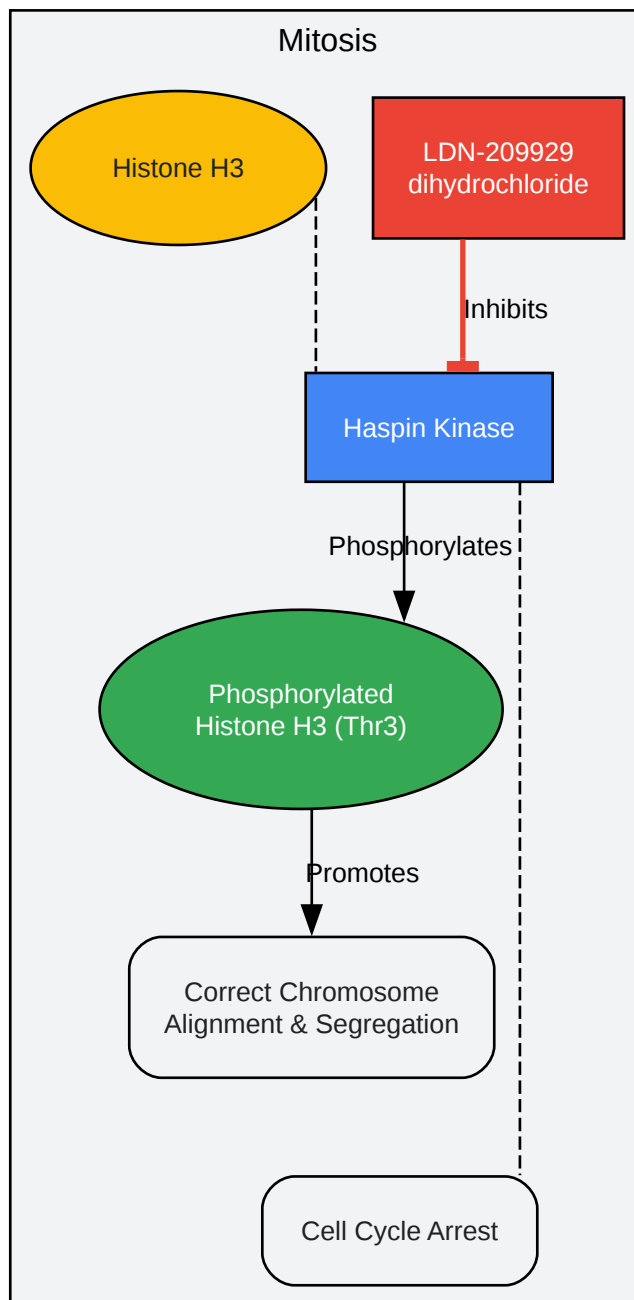 Mitosis
Histone H3
LDN-209929
dihydrochloride
Inhibits
Haspin Kinase
Phosphorylates
Phosphorylated
Histone H3 (Thr3)
Promotes
Correct Chromosome
Alignment & Segregation
Cell Cycle Arrest